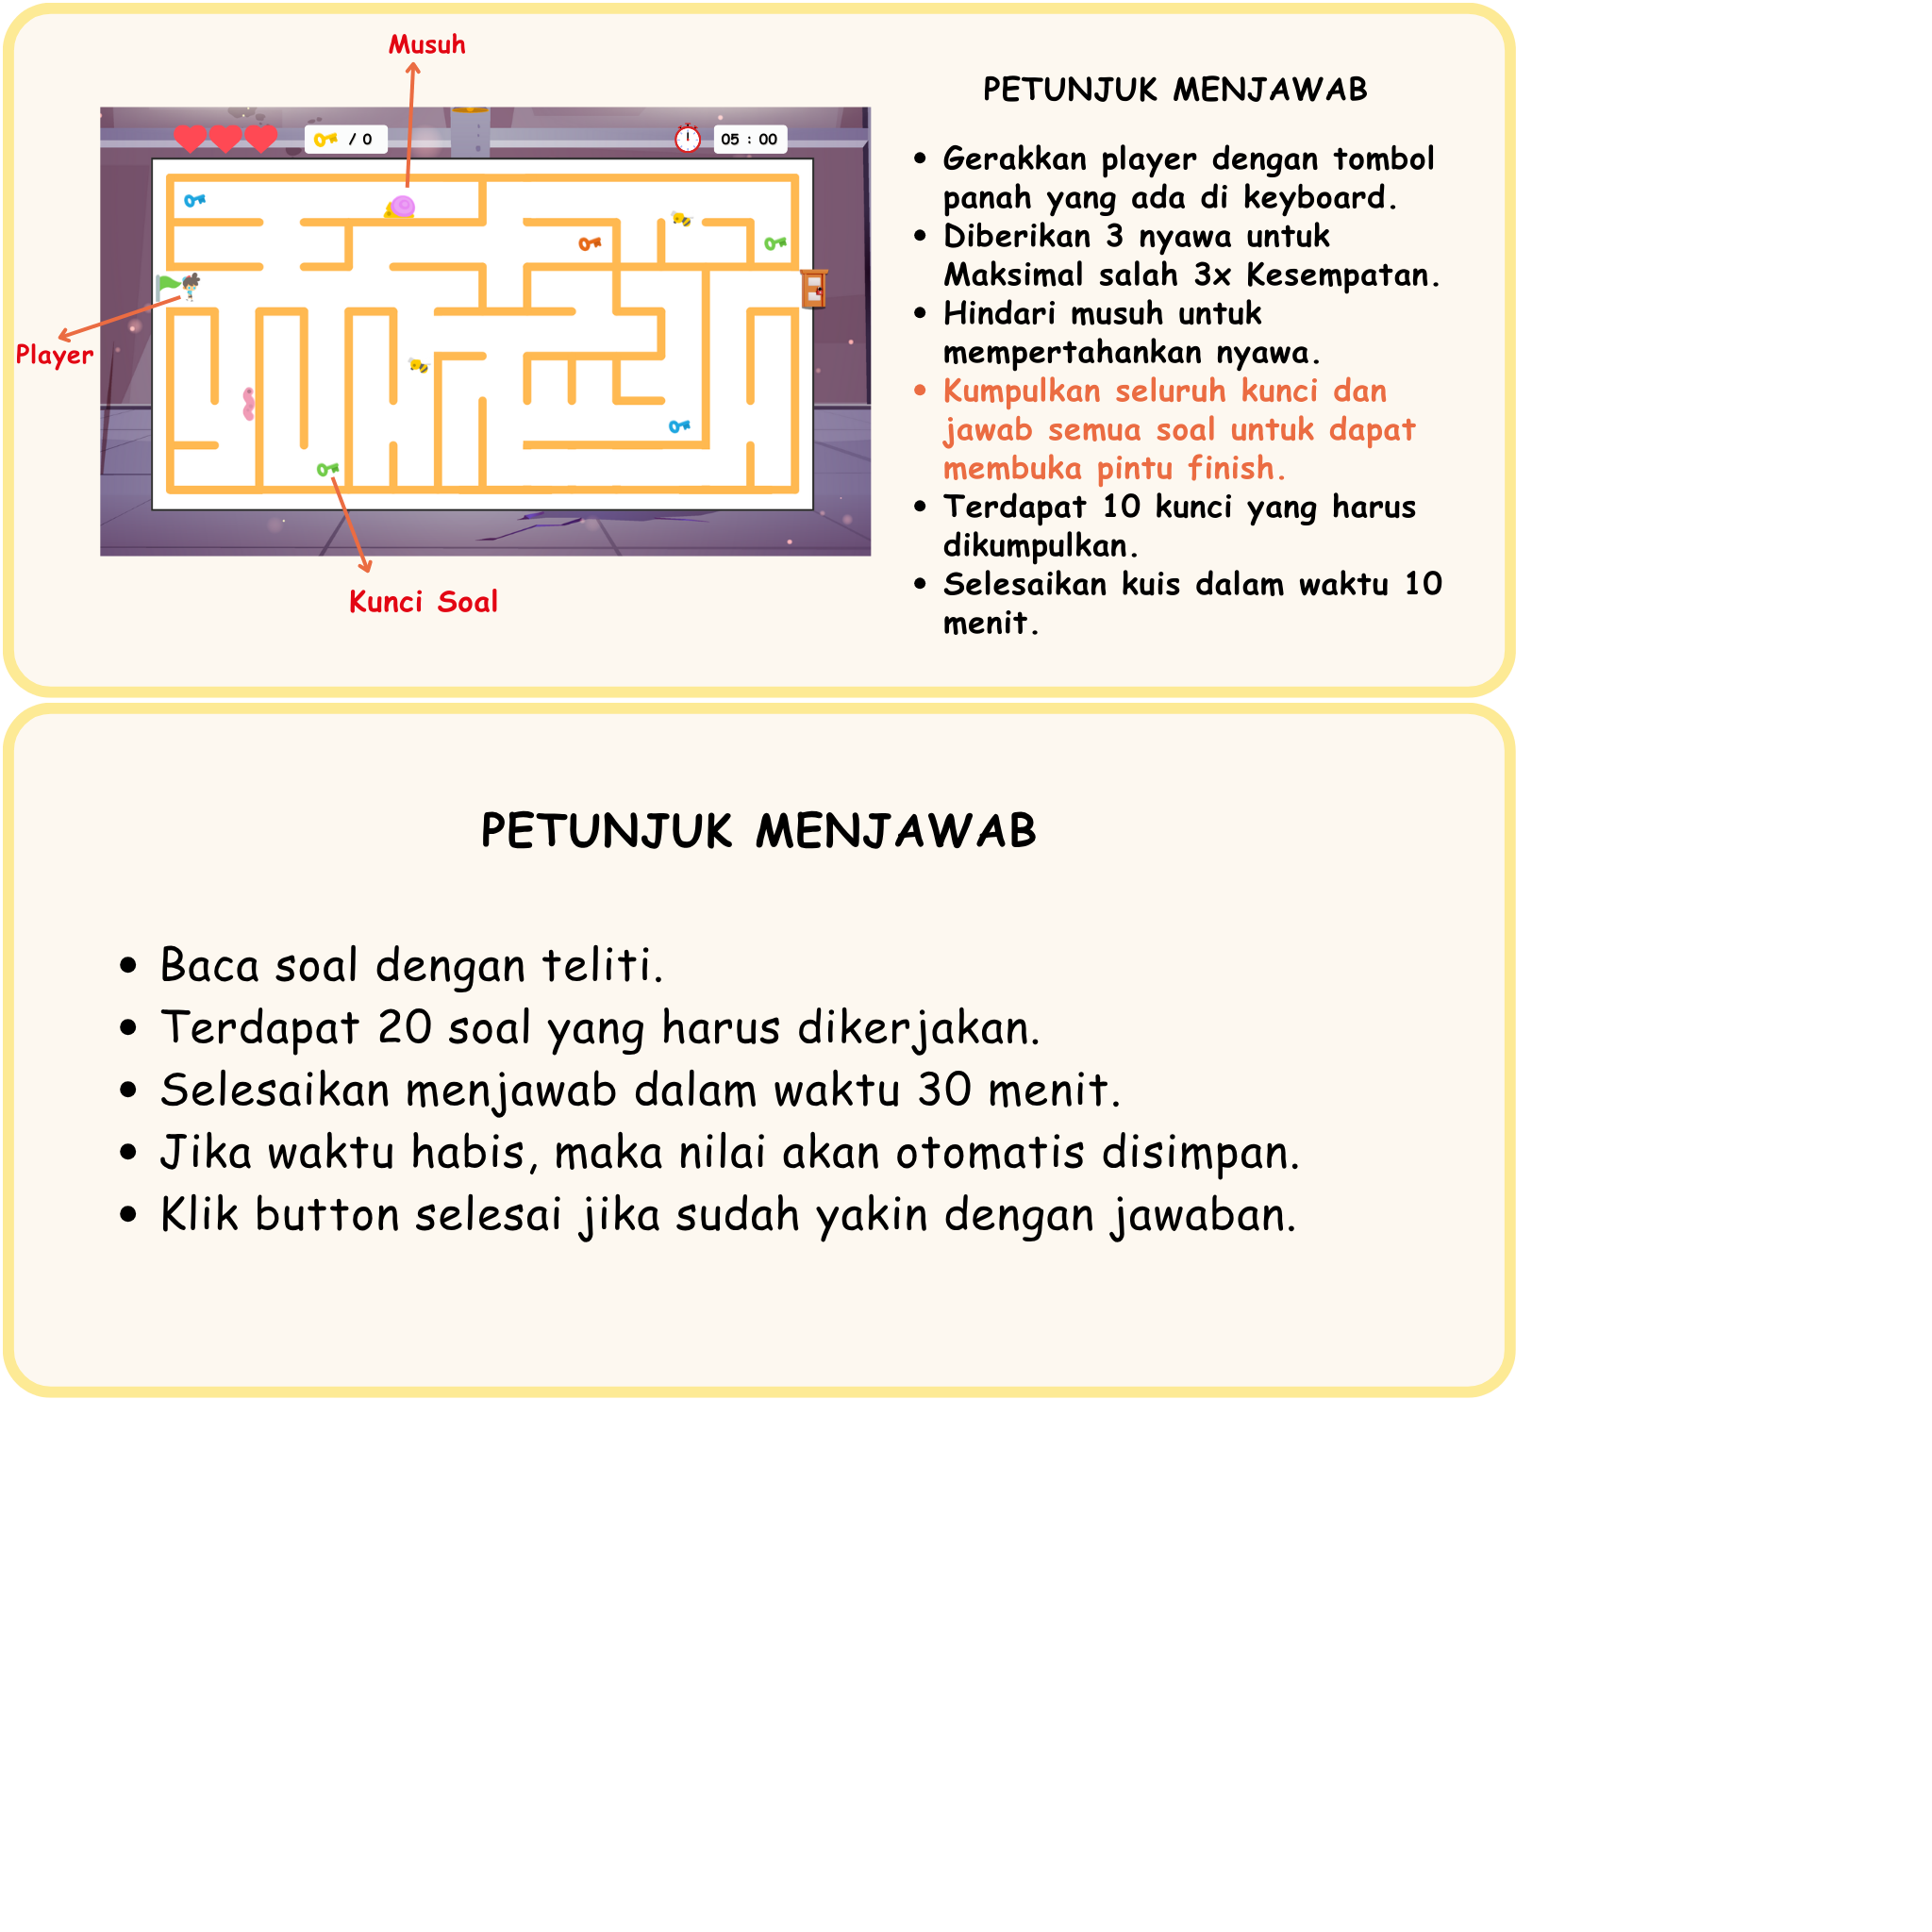 Musuh
/ 0
05 : 00
Player
Kunci Soal
PETUNJUK MENJAWAB
• Gerakkan player dengan tombol
panah yang ada di keyboard.
• Diberikan 3 nyawa untuk
Maksimal salah 3x Kesempatan.
• Hindari musuh untuk
mempertahankan nyawa.
• Kumpulkan seluruh kunci dan
jawab semua soal untuk dapat
membuka pintu finish.
• Terdapat 10 kunci yang harus
dikumpulkan.
• Selesaikan kuis dalam waktu 10
menit.
PETUNJUK MENJAWAB
• Baca soal dengan teliti.
• Terdapat 20 soal yang harus dikerjakan.
• Selesaikan menjawab dalam waktu 30 menit.
• Jika waktu habis, maka nilai akan otomatis disimpan.
• Klik button selesai jika sudah yakin dengan jawaban.